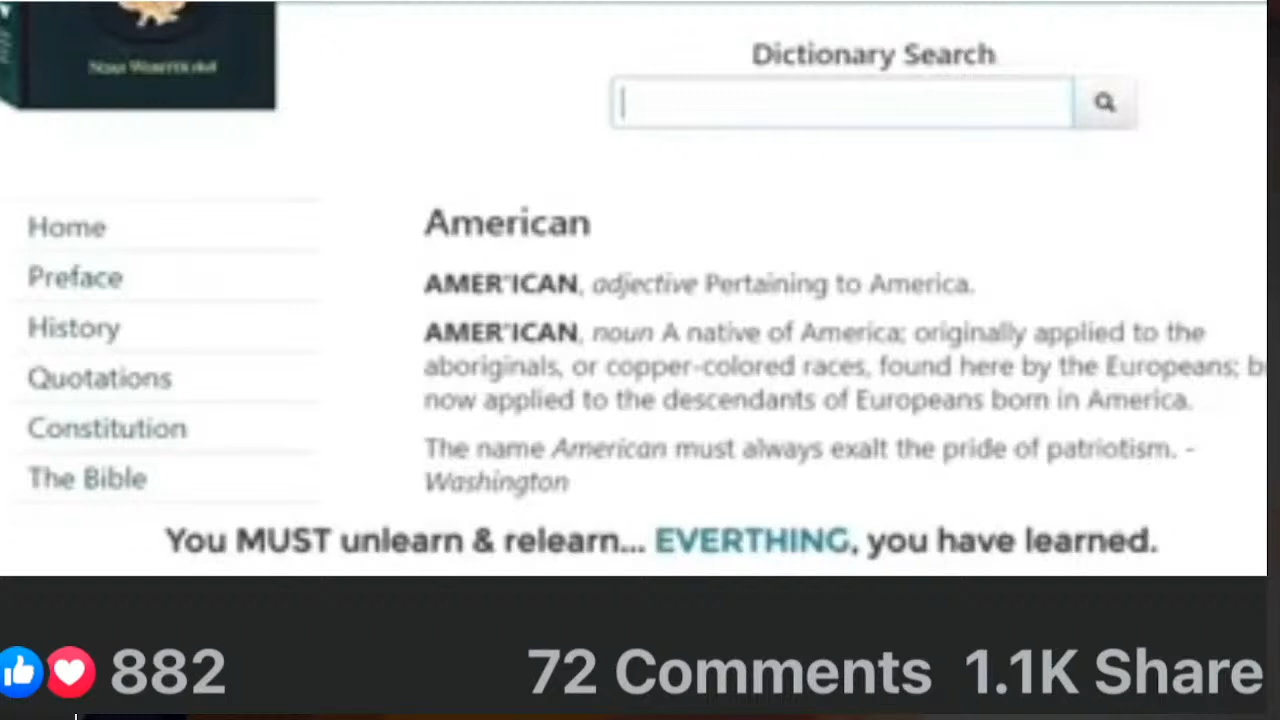 Dictionary Search
Home
Preface
History
Quotations
Constitution
The Bible
American
AMER'ICAN, adjective Pertaining to America.
AMER'ICAN, noun A native of America; originally applied to the
aboriginals, or copper-colored races, found here by the Europeans; b
now applied to the descendants of Europeans born in America.
The name American must always exalt the pride of patriotism. -
Washington
You MUST unlearn & relearn... EVERTHING, you have learned.
882
72 Comments 1.1K Share